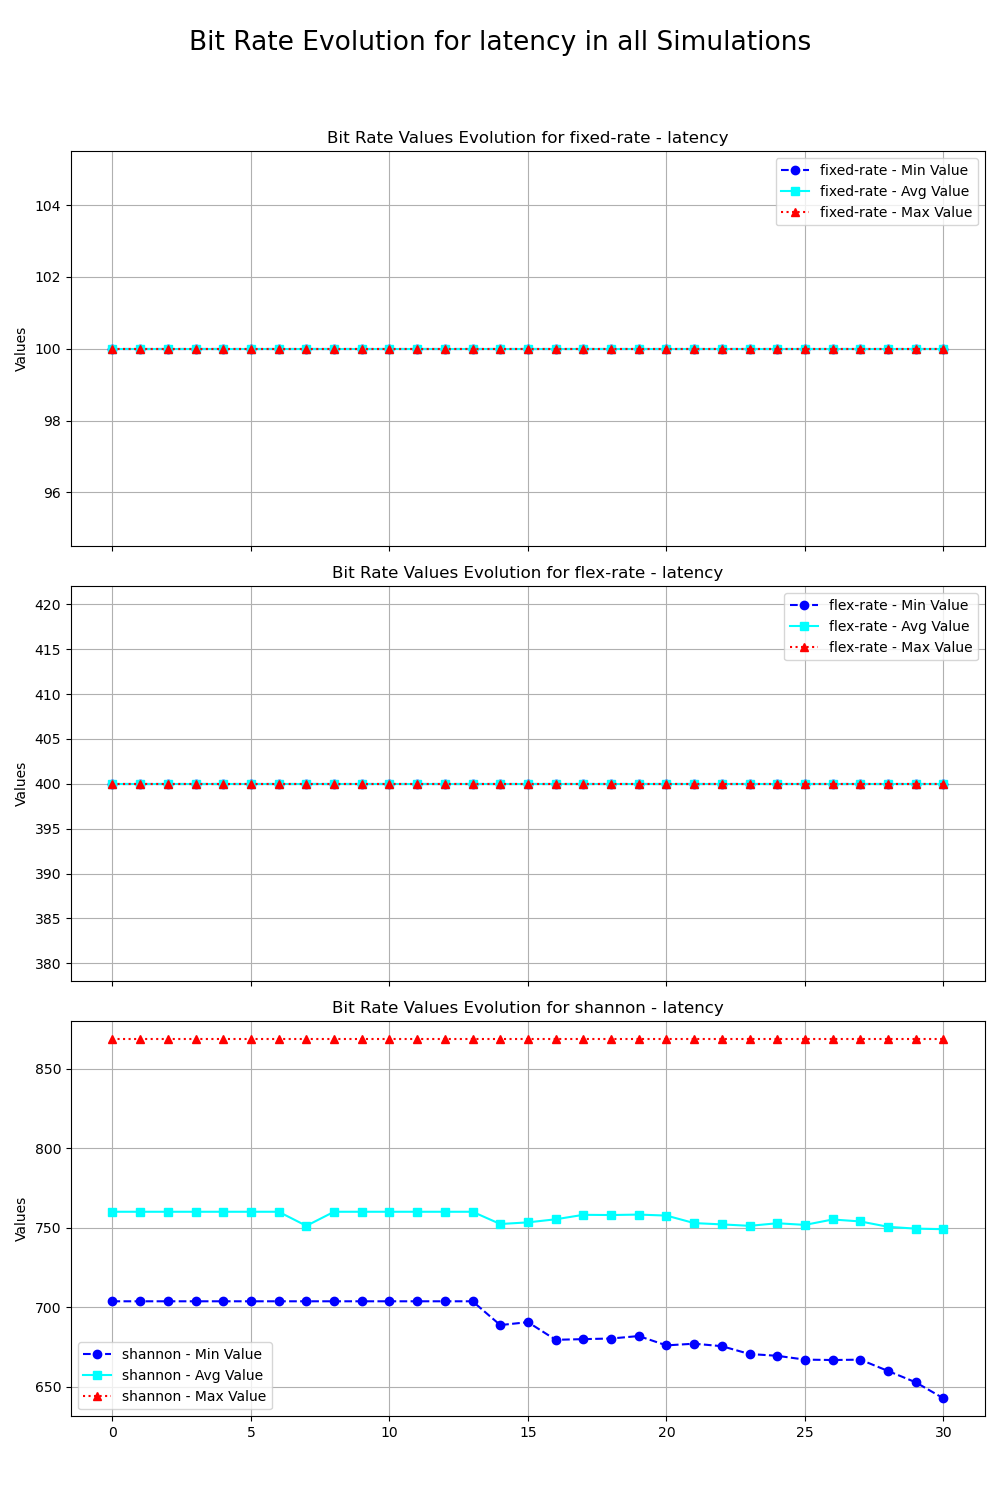 Bit Rate Evolution for latency in all Simulations
Bit Rate Values Evolution for fixed-rate - latency
fixed-rate - Min Value
fixed-rate - Avg Value
fixed-rate - Max Value
104
102
100
98
96
Values
Bit Rate Values Evolution for flex-rate - latency
flex-rate - Min Value
flex-rate - Avg Value
flex-rate - Max Value
420
415
410
405
400
395
390
385
380
Values
Bit Rate Values Evolution for shannon - latency
850
800
750
700
650
Values
shannon - Min Value
shannon - Avg Value
shannon - Max Value
0 5 10 15 20 25 30